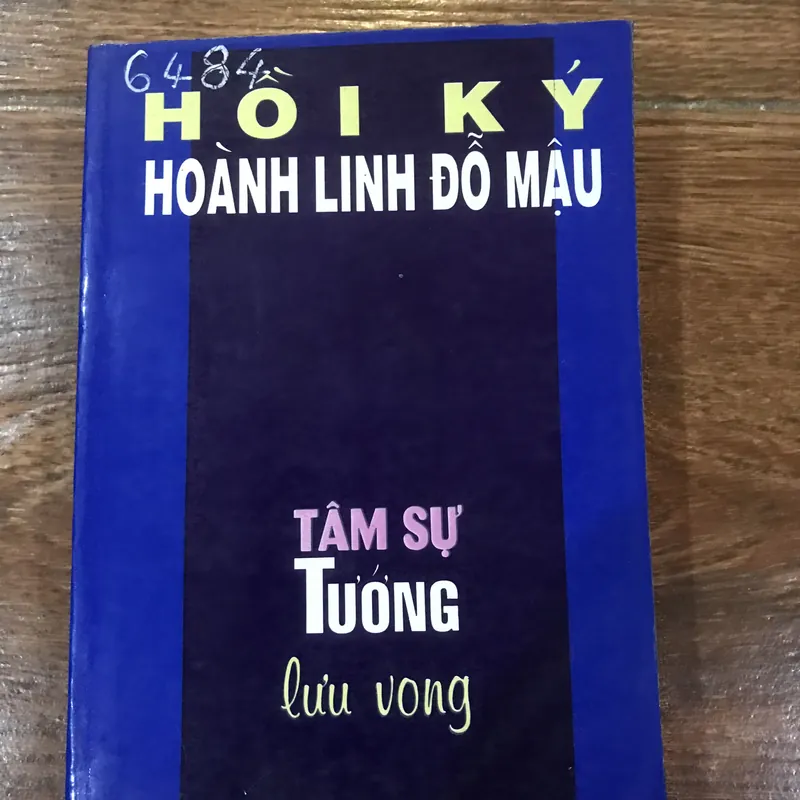 6484
HỒI KÝ
HOÀNH LINH ĐỖ MẬU
TÂM SỰ
TƯỚNG
lưu vong